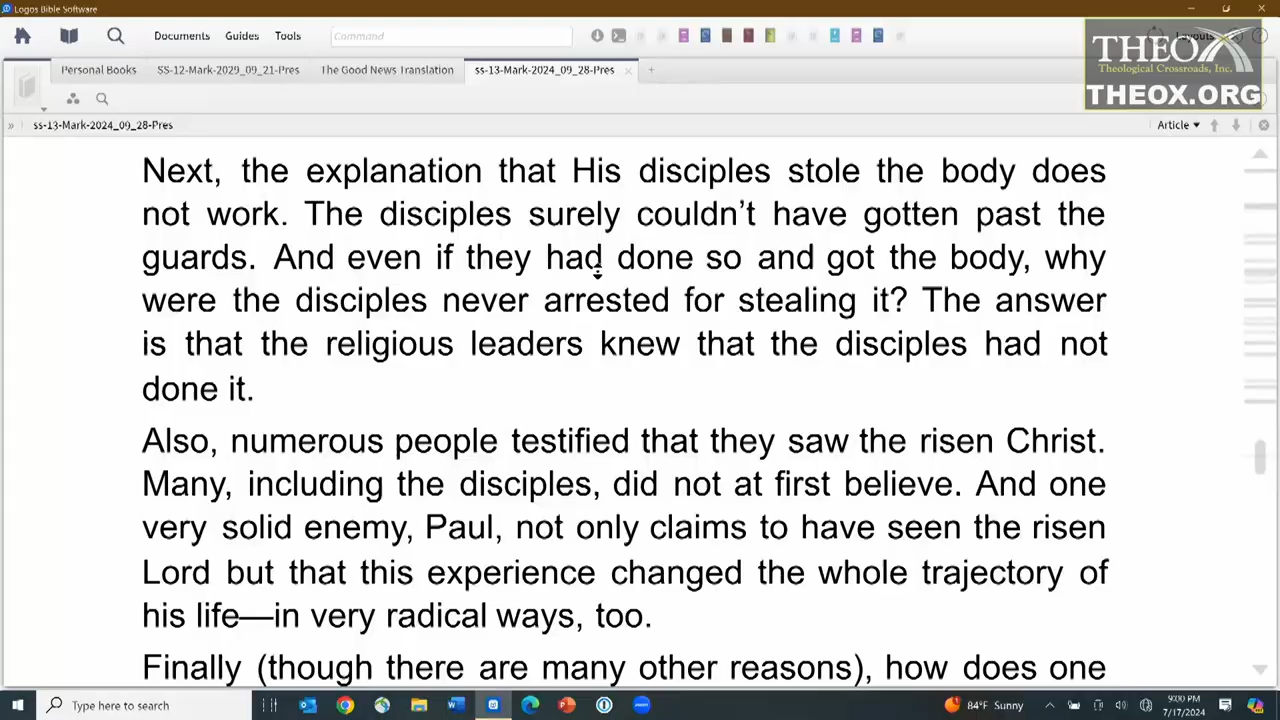 Logos Bible Software
Documents Guides Tools Command Layouts
THEOX
Theological Crossroads, Inc.
THEOX.ORG
Personal Books SS-12-Mark-2029_09_21-Pres The Good News Translation ss-13-Mark-2024_09_28-Pres
ss-13-Mark-2024_09_28-Pres Article
Next, the explanation that His disciples stole the body does
not work. The disciples surely couldn’t have gotten past the
guards. And even if they had done so and got the body, why
were the disciples never arrested for stealing it? The answer
is that the religious leaders knew that the disciples had not
done it.
Also, numerous people testified that they saw the risen Christ.
Many, including the disciples, did not at first believe. And one
very solid enemy, Paul, not only claims to have seen the risen
Lord but that this experience changed the whole trajectory of
his life—in very radical ways, too.
Finally (though there are many other reasons), how does one
Type here to search 84°F Sunny 9:00 PM
7/17/2024